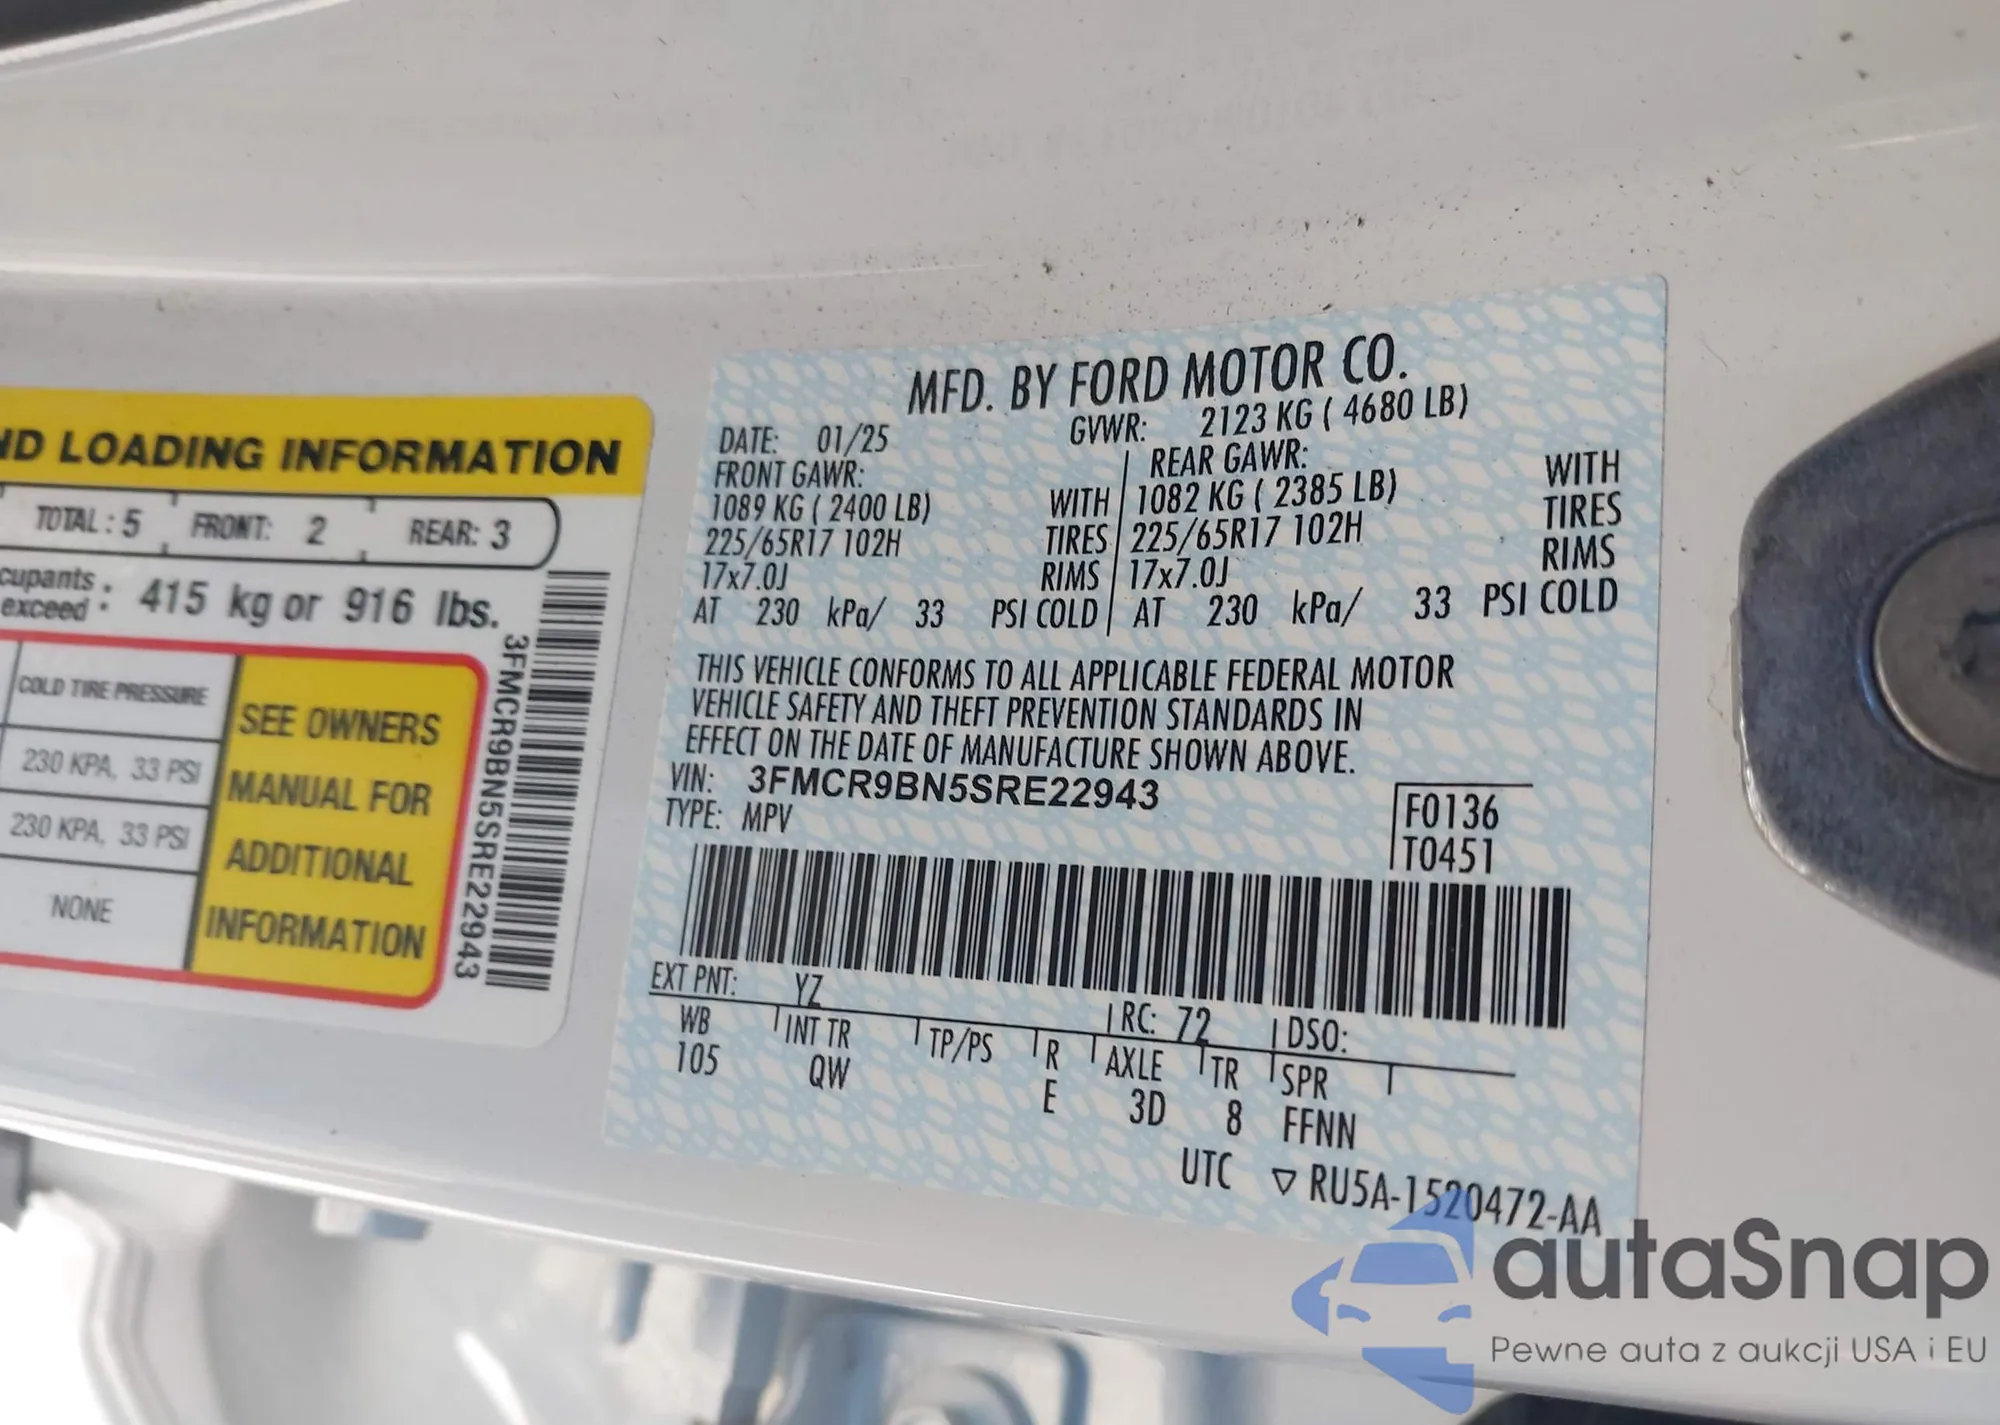 ND LOADING INFORMATION
TOTAL : 5 FRONT: 2 REAR: 3
cupants
exceed : 415 kg or 916 lbs.
COLD TIRE PRESSURE
230 KPA, 33 PSI
230 KPA, 33 PSI
NONE
SEE OWNERS
MANUAL FOR
ADDITIONAL
INFORMATION
3FMCR9BN5SRE22943
MFD. BY FORD MOTOR CO.
DATE: 01/25 GVWR: 2123 KG ( 4680 LB)
FRONT GAWR: REAR GAWR:
1089 KG ( 2400 LB) WITH 1082 KG ( 2385 LB) WITH
225/65R17 102H TIRES 225/65R17 102H TIRES
17x7.0J RIMS 17x7.0J RIMS
AT 230 kPa/ 33 PSI COLD AT 230 kPa/ 33 PSI COLD
THIS VEHICLE CONFORMS TO ALL APPLICABLE FEDERAL MOTOR
VEHICLE SAFETY AND THEFT PREVENTION STANDARDS IN
EFFECT ON THE DATE OF MANUFACTURE SHOWN ABOVE.
VIN: 3FMCR9BN5SRE22943
TYPE: MPV
F0136
T0451
EXT PNT: YZ RC: 72 DSO:
WB INT TR TP/PS R AXLE TR SPR
105 QW E 3D 8 FFNN
UTC ▽ RU5A-1520472-AA
autaSnap
Pewne auta z aukcji USA i EU